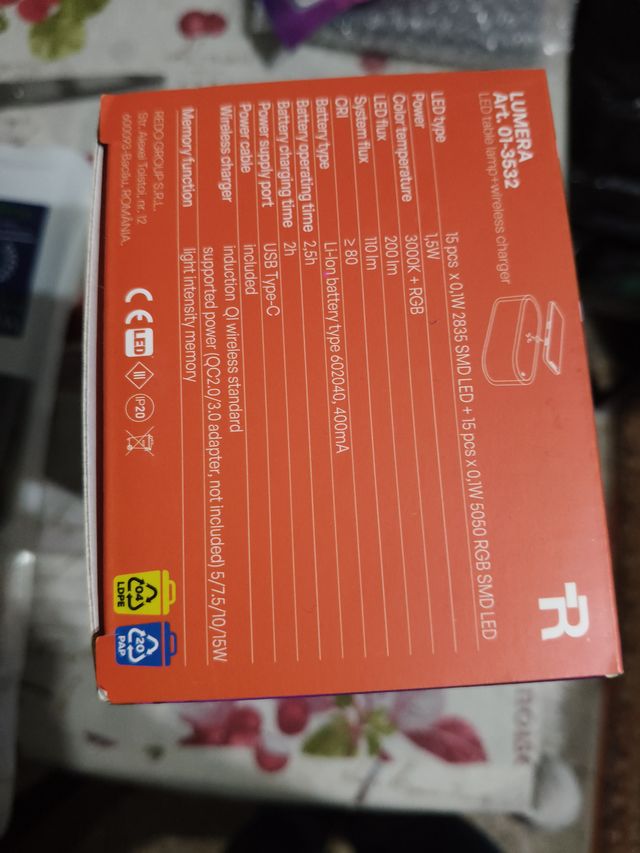 LUMERA
Art. 01-3532
LED table lamp+wireless charger
R
LED type 15 pcs x 0,1W 2835 SMD LED + 15 pcs x 0,1W 5050 RGB SMD LED
Power 1,5W
Color temperature 3000K + RGB
LED flux 200 lm
System flux 110 lm
CRI ≥ 80
Battery type Li-Ion battery type 602040, 400mA
Battery operating time 2,5h
Battery charging time 2h
Power supply port USB Type-C
Power cable included
Wireless charger induction QI wireless standard
supported power (QC2.0/3.0 adapter, not included) 5/7.5/10/15W
Memory function light intensity memory
REDO GROUP S.R.L.
Str. Alexei Tolstoi, nr. 12
600093-Bacău, ROMÂNIA.
CE LED III IP20
04
LDPE
20
PAP